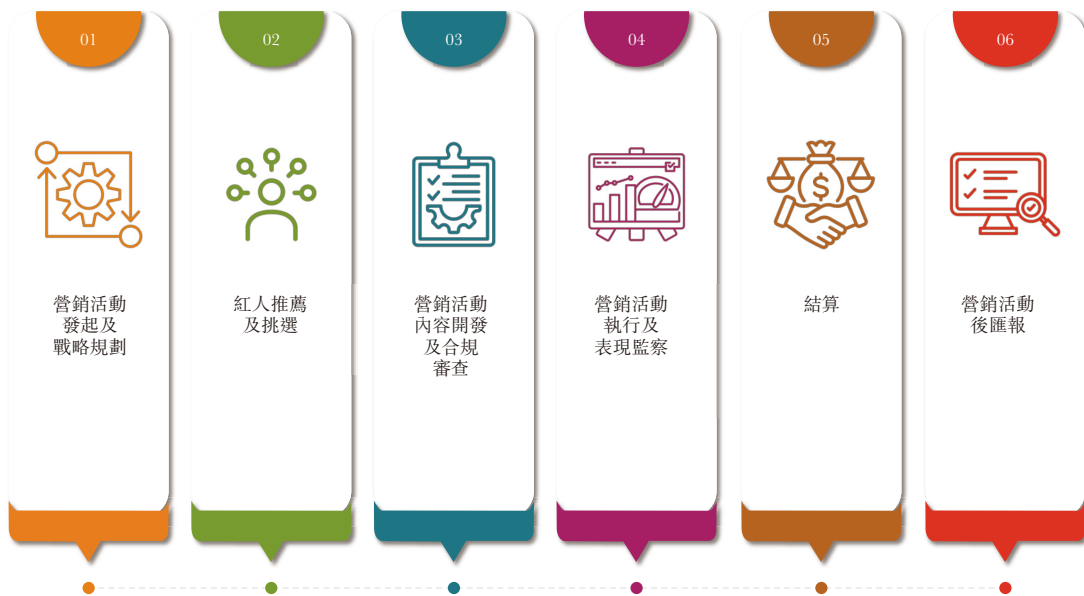 01
營銷活動
發起及
戰略規劃
02
紅人推薦
及挑選
03
營銷活動
內容開發
及合規
審查
04
營銷活動
執行及
表現監察
05
$
結算
06
營銷活動
後匯報